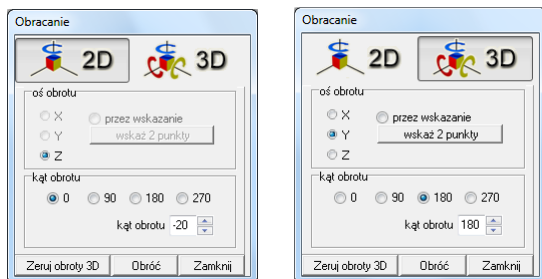 Obracanie
2D 3D
oś obrotu
X przez wskazanie
Y wskaż 2 punkty
Z
kąt obrotu
0 90 180 270
kąt obrotu -20
Zeruj obroty 3D Obróć Zamknij
Obracanie
2D 3D
oś obrotu
X przez wskazanie
Y wskaż 2 punkty
Z
kąt obrotu
0 90 180 270
kąt obrotu 180
Zeruj obroty 3D Obróć Zamknij